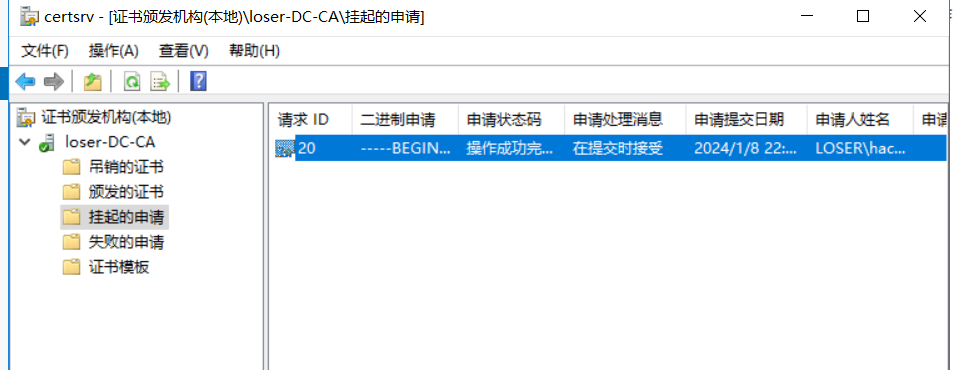 certsrv - [证书颁发机构(本地)\loser-DC-CA\挂起的申请]
文件(F) 操作(A) 查看(V) 帮助(H)
证书颁发机构(本地)
loser-DC-CA
吊销的证书
颁发的证书
挂起的申请
失败的申请
证书模板
请求 ID 二进制申请 申请状态码 申请处理消息 申请提交日期 申请人姓名 申请
20 -----BEGIN... 操作成功完... 在提交时接受 2024/1/8 22:... LOSER\hac...